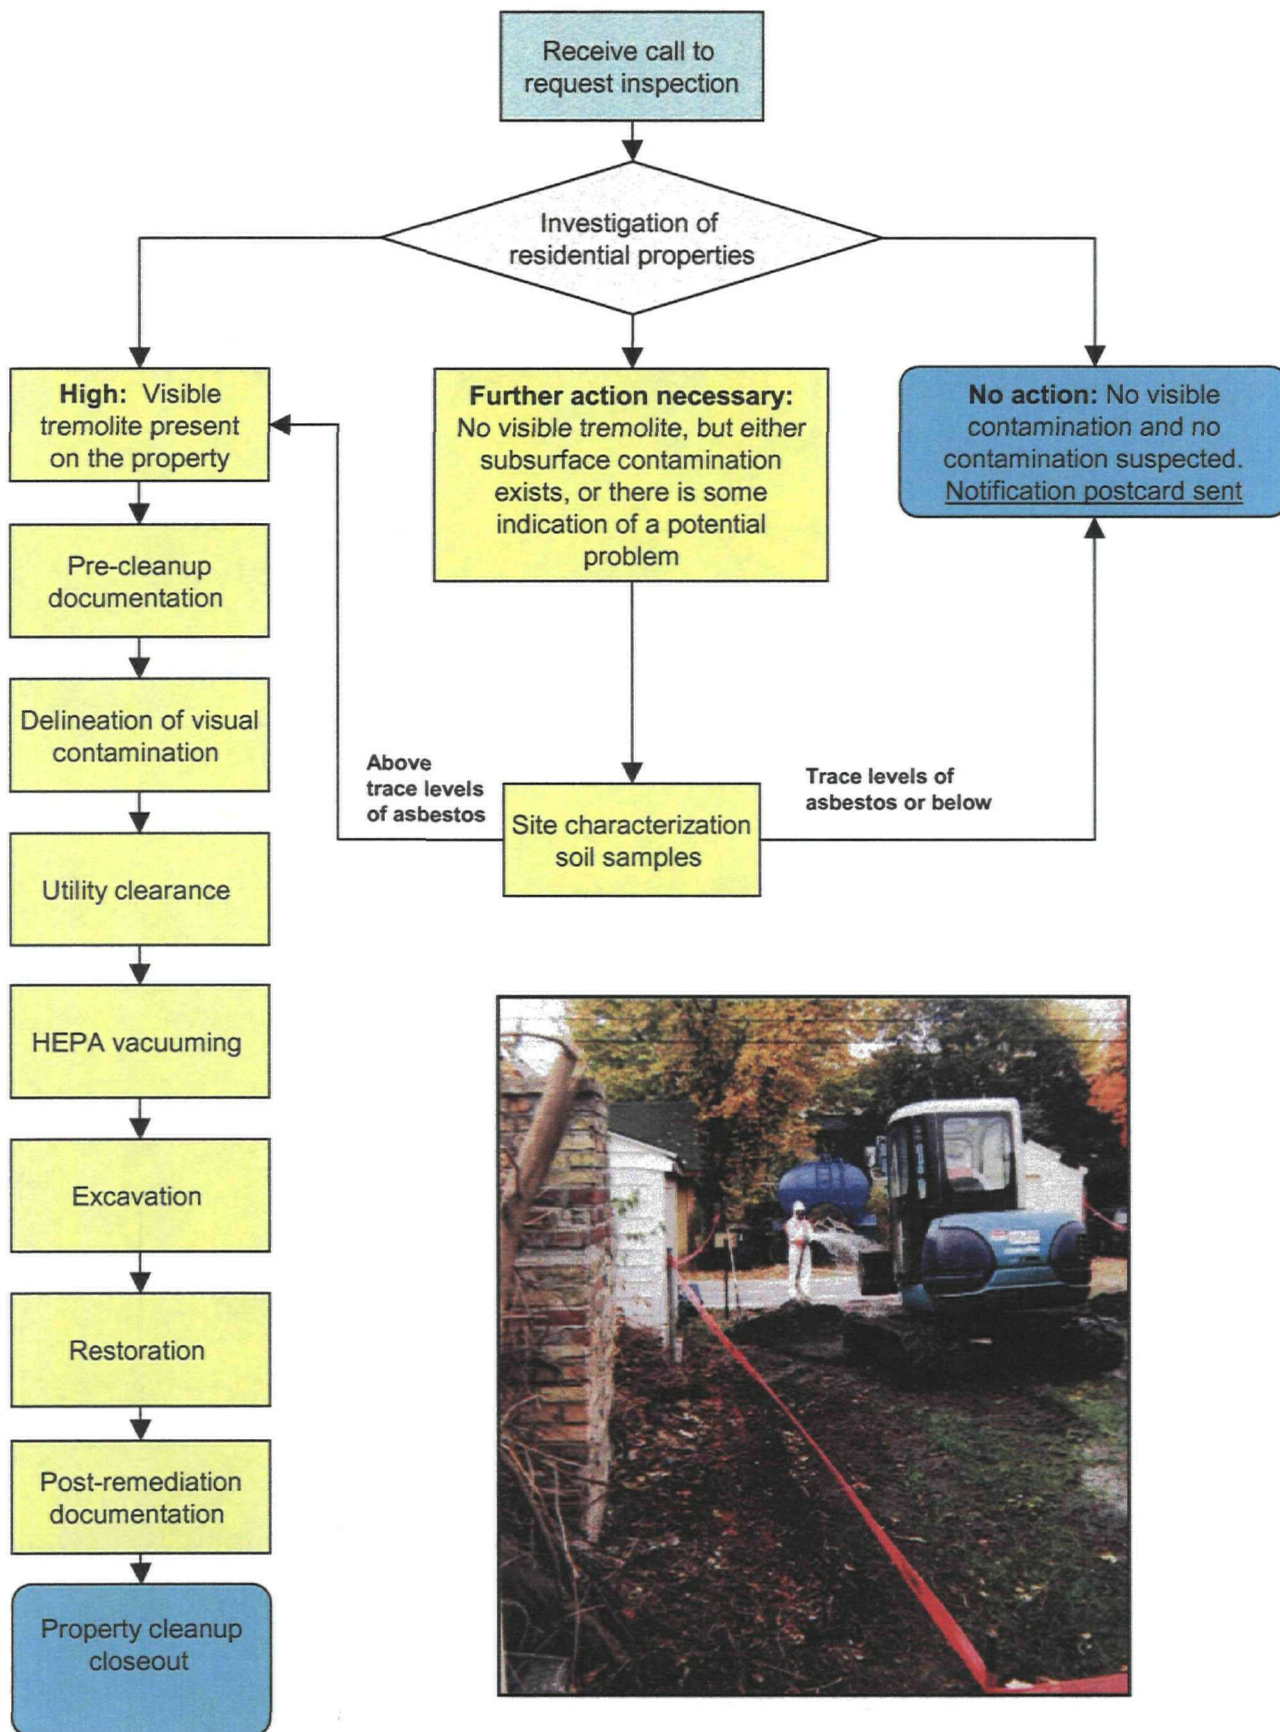 Receive call to
request inspection
Investigation of
residential properties
High: Visible
tremolite present
on the property
Further action necessary:
No visible tremolite, but either
subsurface contamination
exists, or there is some
indication of a potential
problem
No action: No visible
contamination and no
contamination suspected.
Notification postcard sent
Pre-cleanup
documentation
Delineation of visual
contamination
Above
trace levels
of asbestos
Trace levels of
asbestos or below
Site characterization
soil samples
Utility clearance
HEPA vacuuming
Excavation
Restoration
Post-remediation
documentation
Property cleanup
closeout